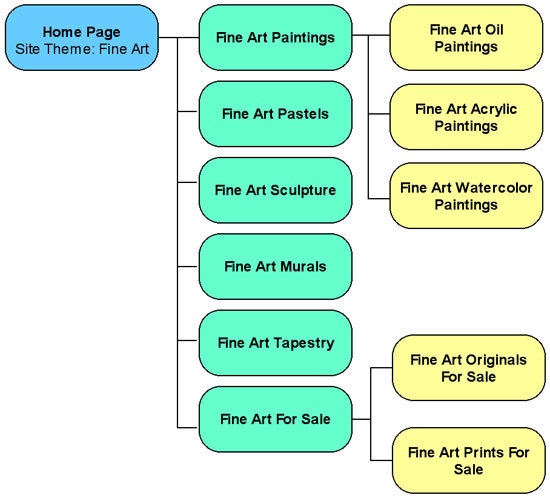 Home Page
Site Theme: Fine Art
Fine Art Paintings
Fine Art Oil
Paintings
Fine Art Acrylic
Paintings
Fine Art Watercolor
Paintings
Fine Art Pastels
Fine Art Sculpture
Fine Art Murals
Fine Art Tapestry
Fine Art For Sale
Fine Art Originals
For Sale
Fine Art Prints For
Sale